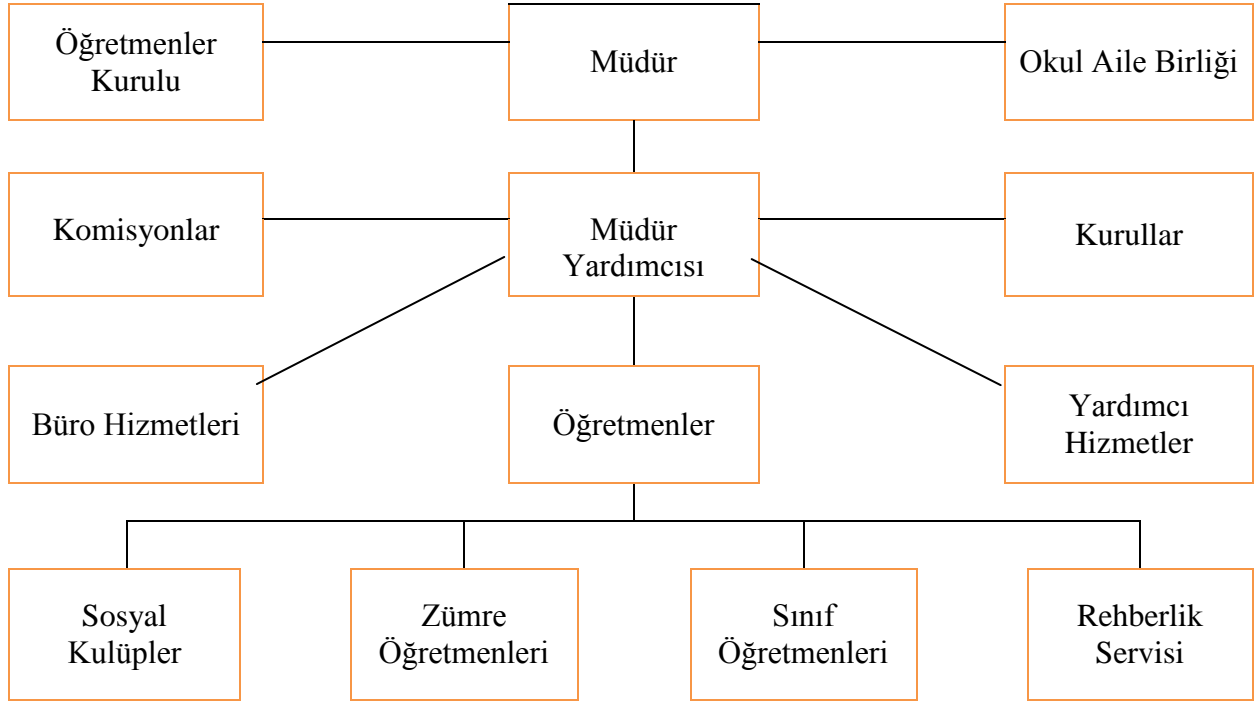 Öğretmenler
Kurulu
Müdür
Okul Aile Birliği
Komisyonlar
Müdür
Yardımcısı
Kurullar
Büro Hizmetleri
Öğretmenler
Yardımcı
Hizmetler
Sosyal
Kulüpler
Zümre
Öğretmenleri
Sınıf
Öğretmenleri
Rehberlik
Servisi